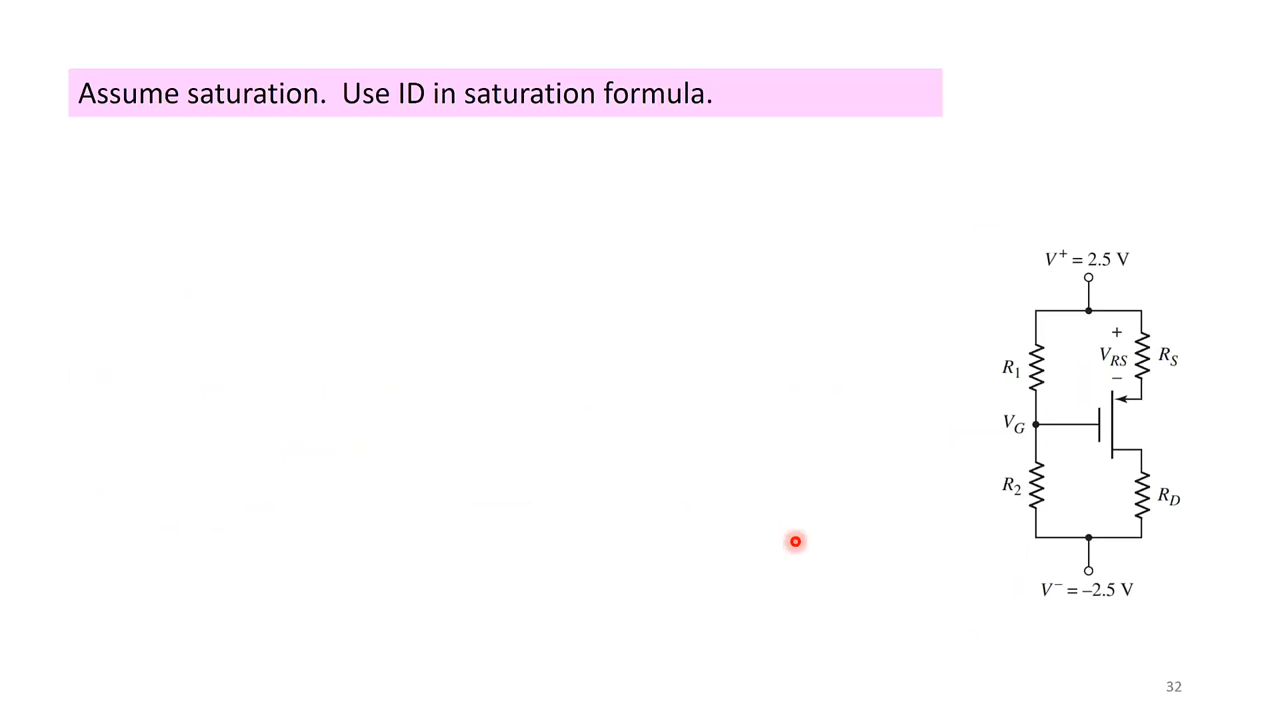 Assume saturation.  Use ID in saturation formula.
V⁺ = 2.5 V
+
V_RS
R_S
R₁
−
V_G
R₂
R_D
V⁻ = –2.5 V
32